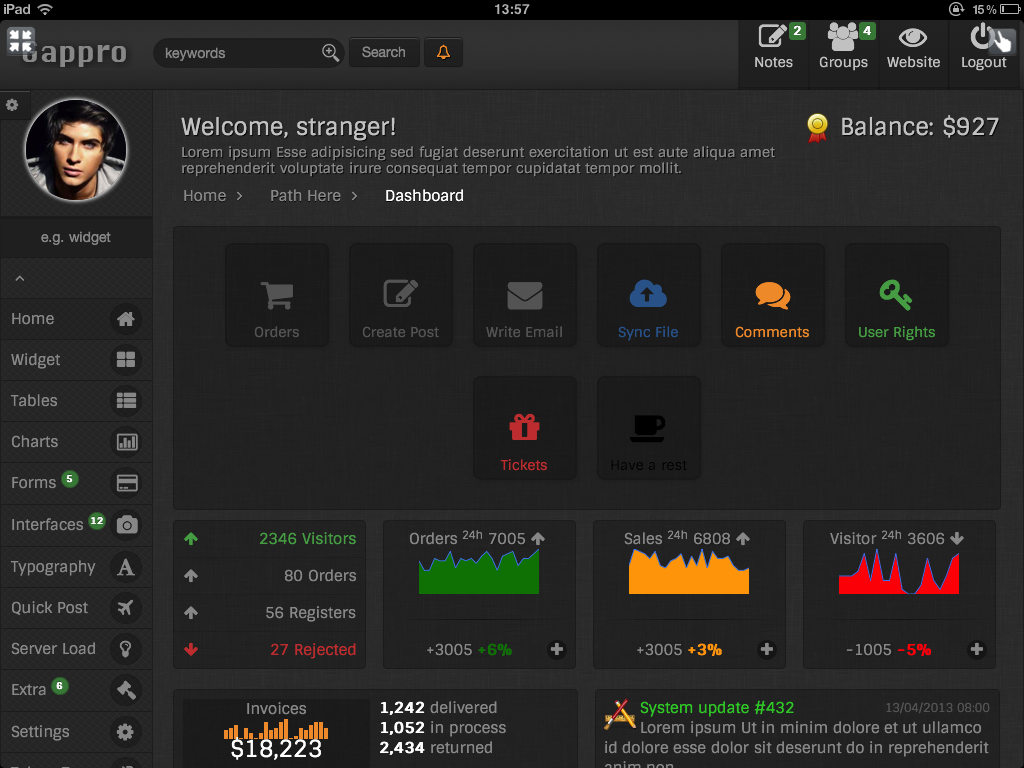 iPad 13:57 15%
keywords Search
2 4
Notes Groups Website Logout
Welcome, stranger!
Balance: $927
Lorem ipsum Esse adipisicing sed fugiat deserunt exercitation ut est aute aliqua amet
reprehenderit voluptate irure consequat tempor cupidatat tempor mollit.
Home > Path Here > Dashboard
e.g. widget
Home
Widget
Tables
Charts
Forms 5
Interfaces 12
Typography
Quick Post
Server Load
Extra 6
Settings
Orders Create Post Write Email Sync File Comments User Rights
Tickets Have a rest
2346 Visitors
80 Orders
56 Registers
27 Rejected
Orders 24h 7005
+3005 +6%
Sales 24h 6808
+3005 +3%
Visitor 24h 3606
-1005 -5%
Invoices
$18,223
1,242 delivered
1,052 in process
2,434 returned
System update #432 13/04/2013 08:00
Lorem ipsum Ut in minim dolore et ut ullamco
id dolore esse dolor sit deserunt do in reprehenderit
anim non